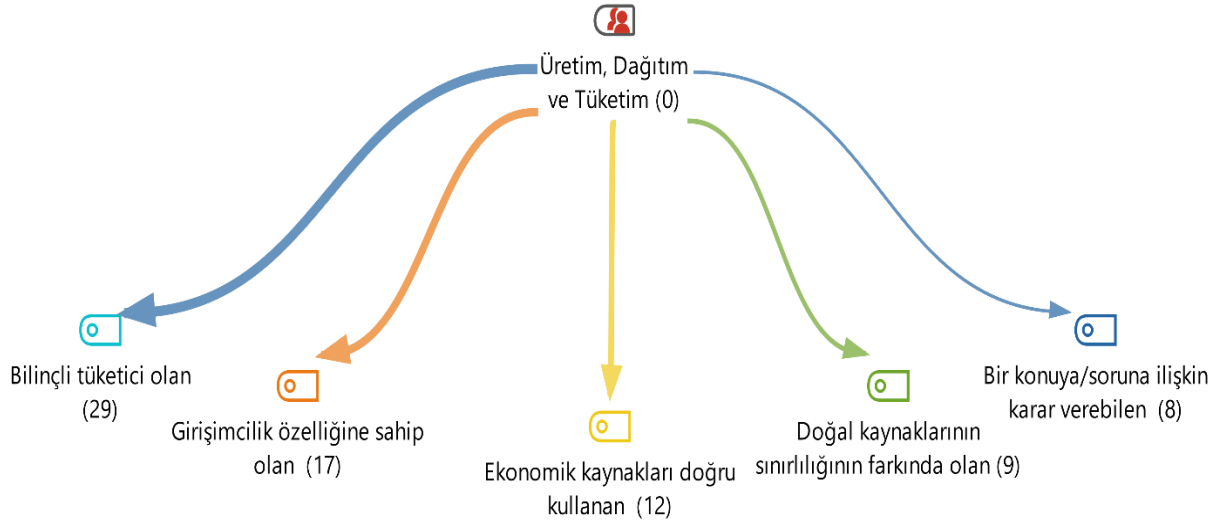 Üretim, Dağıtım
ve Tüketim (0)
Bilinçli tüketici olan
(29)
Girişimcilik özelliğine sahip
olan (17)
Ekonomik kaynakları doğru
kullanan (12)
Doğal kaynaklarının
sınırlılığının farkında olan (9)
Bir konuya/soruna ilişkin
karar verebilen (8)